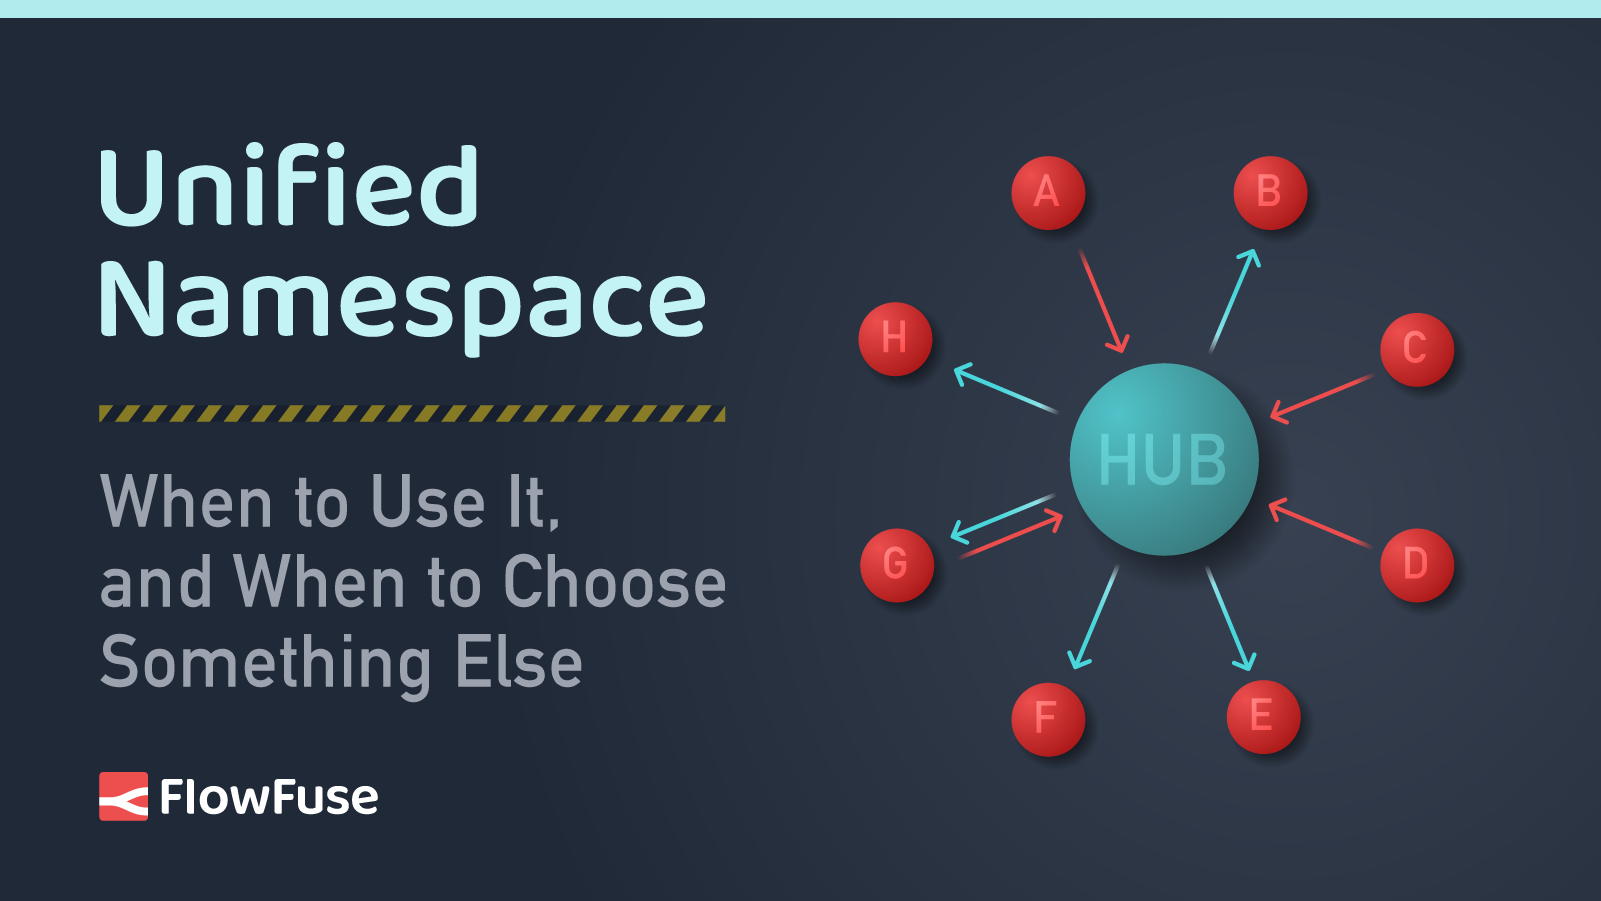 Unified
Namespace
When to Use It,
and When to Choose
Something Else
FlowFuse
A
B
H
C
HUB
G
D
F
E